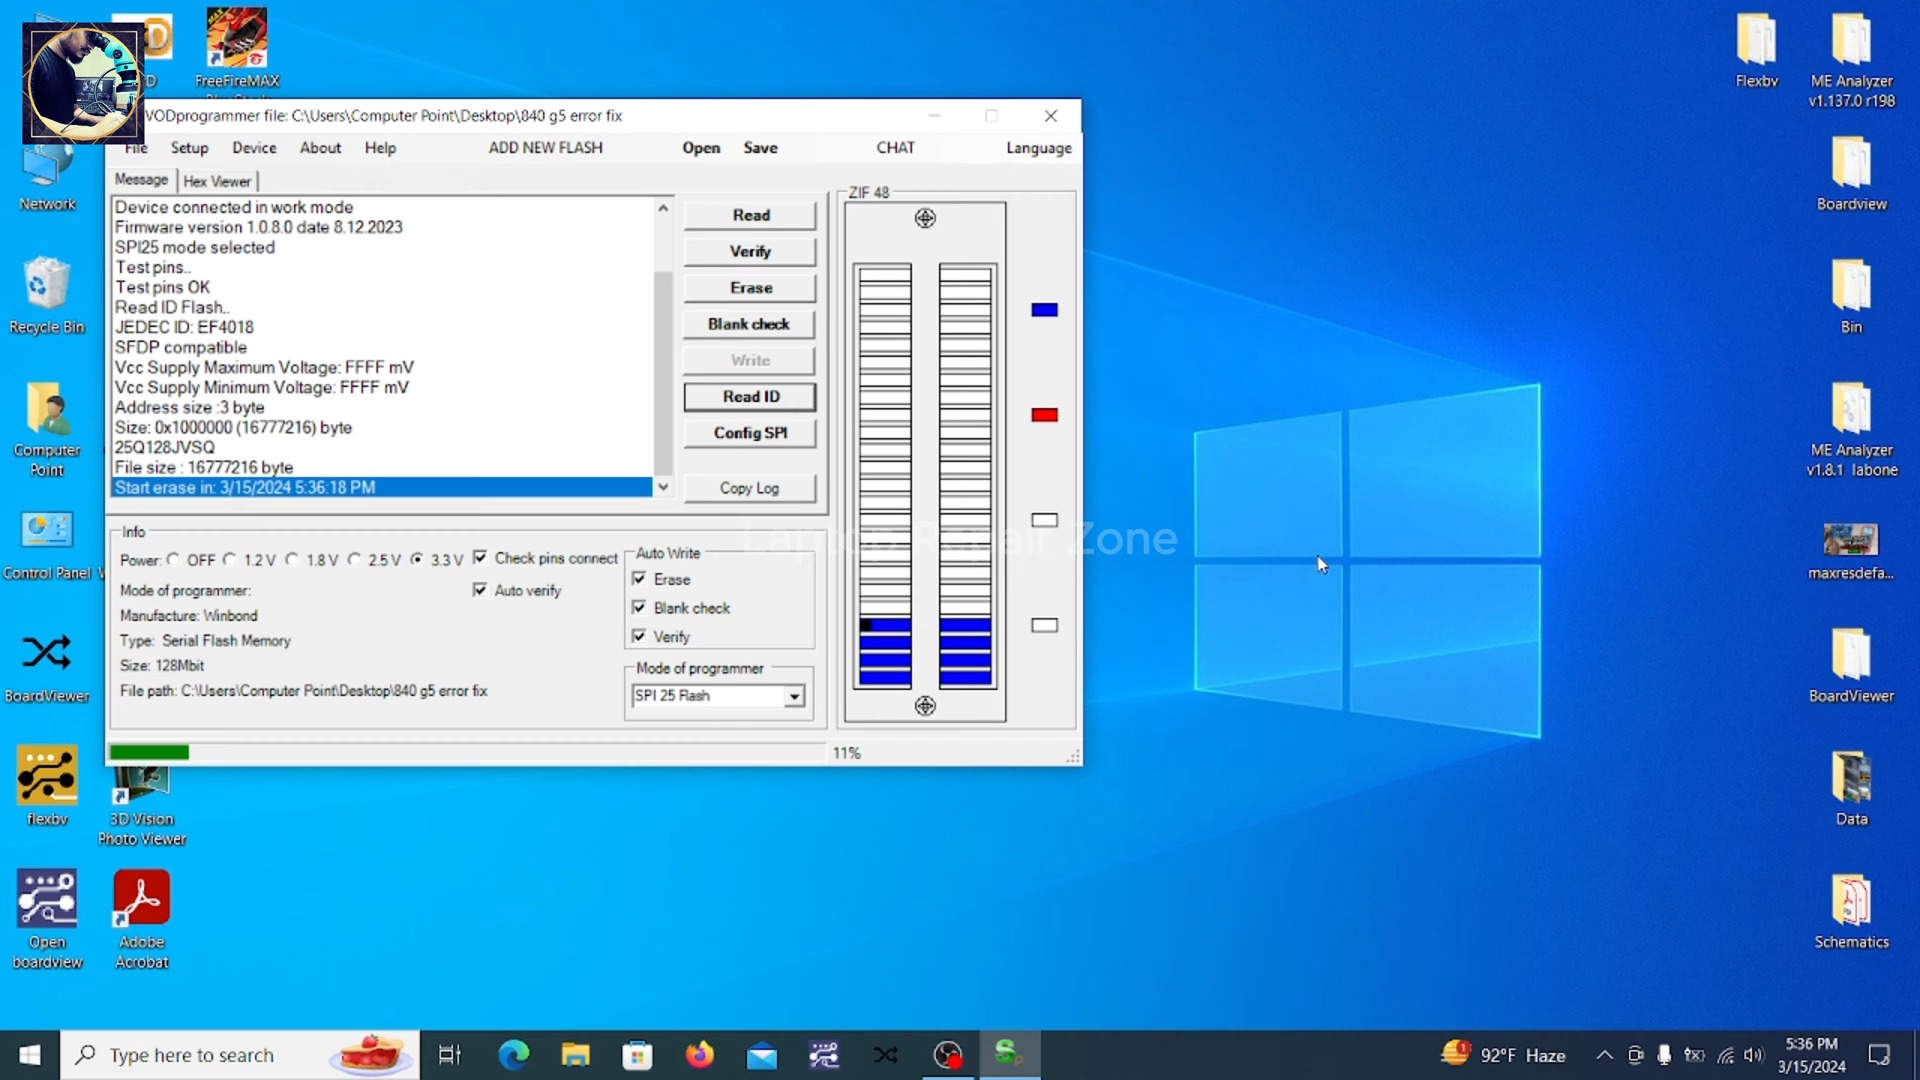 FreeFireMAX
Flexbv
ME Analyzer
v1.137.0 r198
VODprogrammer file: C:\Users\Computer Point\Desktop\840 g5 error fix
File Setup Device About Help ADD NEW FLASH Open Save CHAT Language
Message Hex Viewer
Device connected in work mode
Firmware version 1.0.8.0 date 8.12.2023
SPI25 mode selected
Test pins..
Test pins OK
Read ID Flash..
JEDEC ID: EF4018
SFDP compatible
Vcc Supply Maximum Voltage: FFFF mV
Vcc Supply Minimum Voltage: FFFF mV
Address size :3 byte
Size: 0x1000000 (16777216) byte
25Q128JVSQ
File size : 16777216 byte
Start erase in: 3/15/2024 5:36:18 PM
Read
Verify
Erase
Blank check
Write
Read ID
Config SPI
Copy Log
ZIF 48
Info
Power: OFF 1.2 V 1.8 V 2.5 V 3.3 V Check pins connect
Mode of programmer: Auto verify
Manufacture: Winbond
Type: Serial Flash Memory
Size: 128Mbit
File path: C:\Users\Computer Point\Desktop\840 g5 error fix
Auto Write
Erase
Blank check
Verify
Mode of programmer
SPI 25 Flash
11%
Laptop Repair Zone
Network
Recycle Bin
Computer
Point
Control Panel
BoardViewer
flexbv
3D Vision
Photo Viewer
Open
boardview
Adobe
Acrobat
Boardview
Bin
ME Analyzer
v1.8.1 labone
maxresdefa...
BoardViewer
Data
Schematics
Type here to search
92°F Haze
5:36 PM
3/15/2024